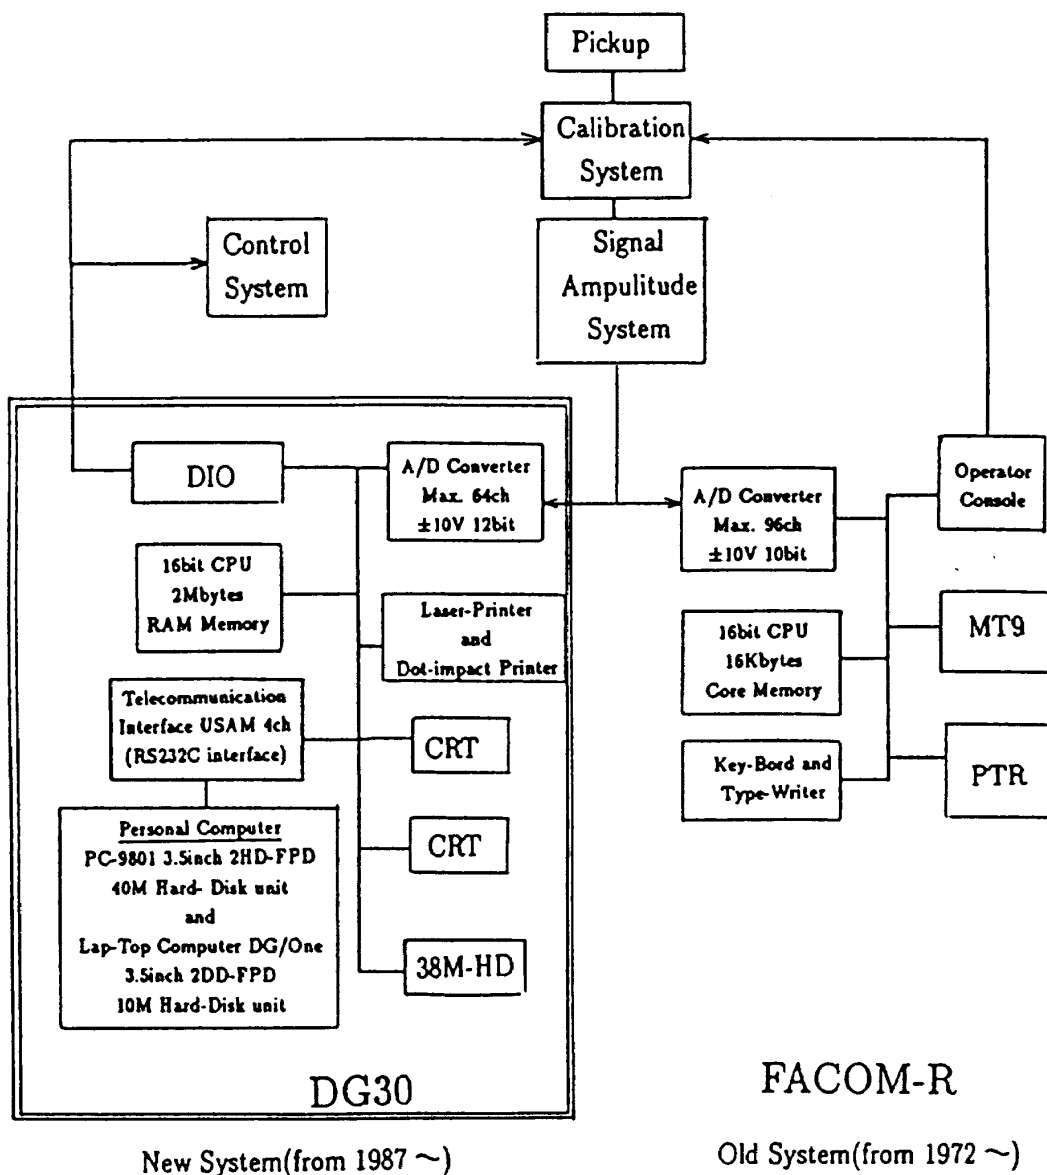 Pickup
Calibration
System
Control
System
Signal
Ampulitude
System
DIO
A/D Converter
Max. 64ch
±10V 12bit
16bit CPU
2Mbytes
RAM Memory
Laser-Printer
and
Dot-impact Printer
Telecommunication
Interface USAM 4ch
(RS232C interface)
CRT
Personal Computer
PC-9801 3.5inch 2HD-FPD
40M Hard- Disk unit
and
Lap-Top Computer DG/One
3.5inch 2DD-FPD
10M Hard-Disk unit
CRT
38M-HD
DG30
New System(from 1987 ~)
A/D Converter
Max. 96ch
±10V 10bit
Operator
Console
16bit CPU
16Kbytes
Core Memory
MT9
Key-Bord and
Type-Writer
PTR
FACOM-R
Old System(from 1972 ~)